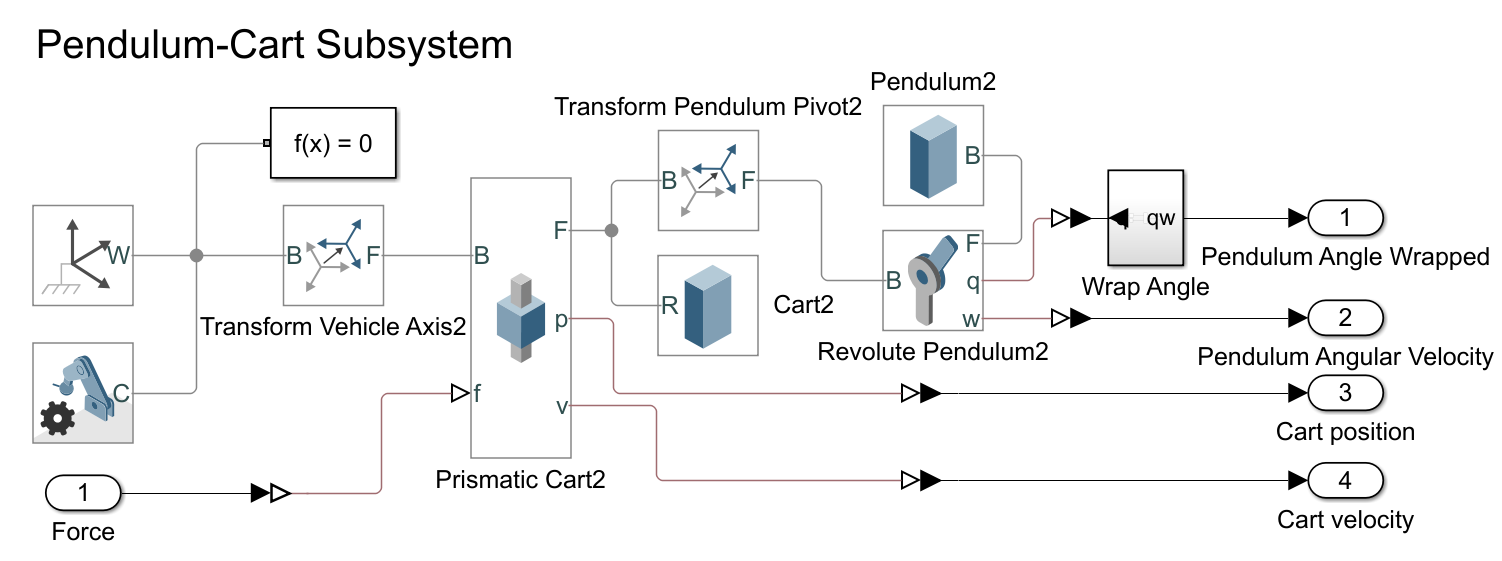 Pendulum-Cart Subsystem
Pendulum2
Transform Pendulum Pivot2
f(x) = 0
B
B
F
W
B
F
Transform Vehicle Axis2
B
F
p
f
v
Prismatic Cart2
R
Cart2
B
F
q
w
Revolute Pendulum2
qw
Wrap Angle
1
Pendulum Angle Wrapped
2
Pendulum Angular Velocity
3
Cart position
4
Cart velocity
C
1
Force